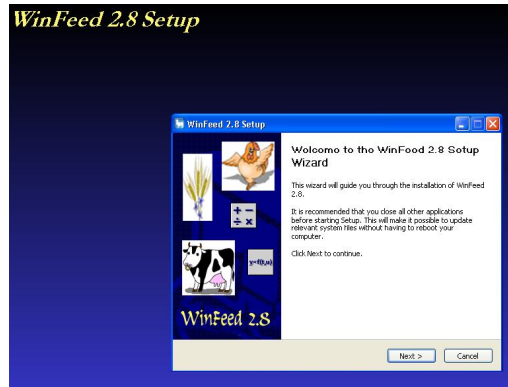 WinFeed 2.8 Setup
WinFeed 2.8 Setup
Welcome to the WinFeed 2.8 Setup
Wizard
This wizard will guide you through the installation of WinFeed
2.8.
It is recommended that you close all other applications
before starting Setup. This will make it possible to update
relevant system files without having to reboot your
computer.
Click Next to continue.
+ −
÷ ×
y=f(t,u)
WinFeed 2.8
Next >
Cancel